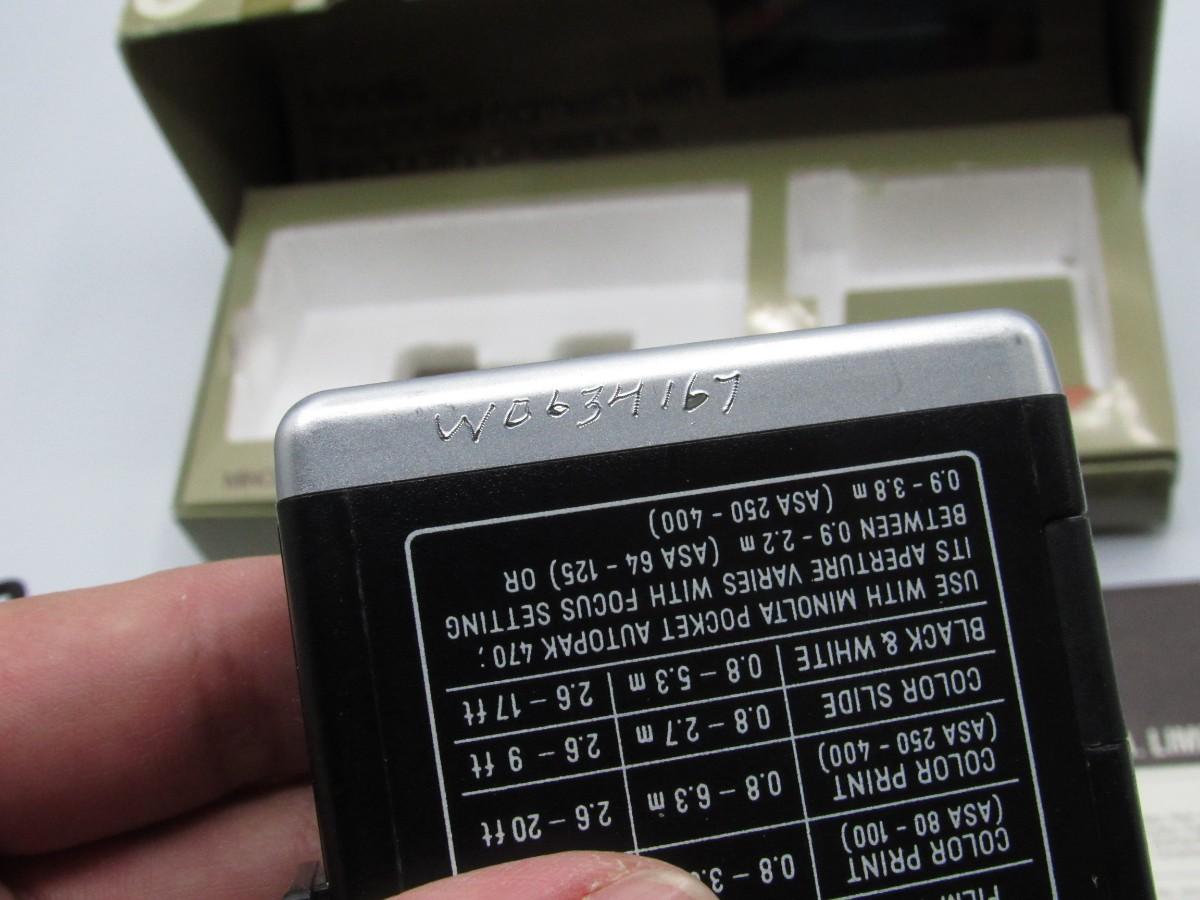 W0634167
FILM
COLOR PRINT
(ASA 80 - 100)
COLOR PRINT 0.8 – 6.3 m 2.6 – 20 ft
(ASA 250 - 400)
COLOR SLIDE 0.8 – 2.7 m 2.6 – 9 ft
BLACK & WHITE 0.8 – 5.3 m 2.6 – 17 ft
USE WITH MINOLTA POCKET AUTOPAK 470;
ITS APERTURE VARIES WITH FOCUS SETTING
BETWEEN 0.9 - 2.2 m (ASA 64 - 125) OR
0.9 - 3.8 m (ASA 250 - 400)